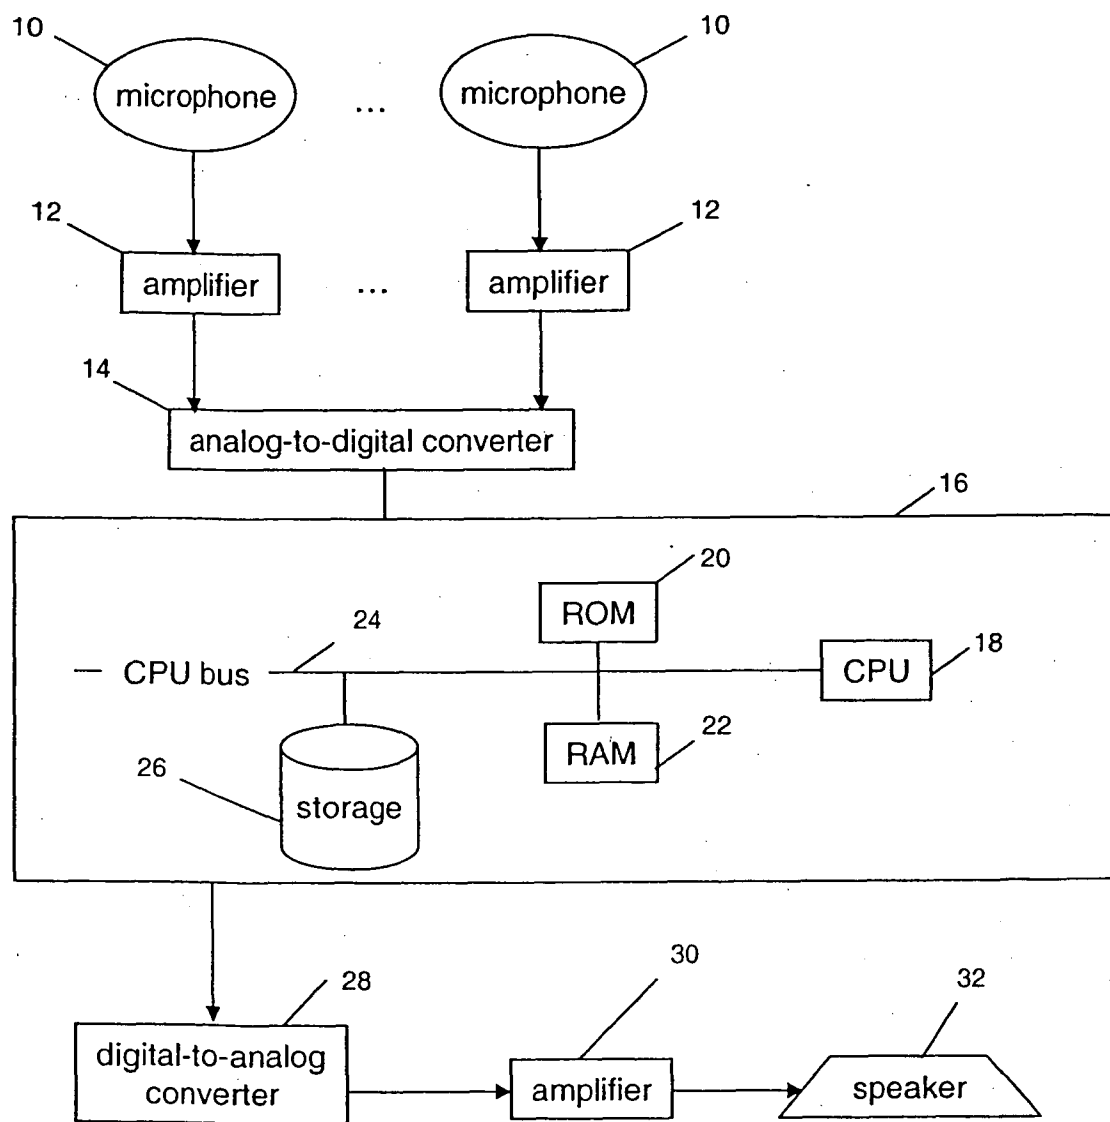 10
10
microphone
...
microphone
12
12
amplifier
...
amplifier
14
analog-to-digital converter
16
20
ROM
24
CPU bus
CPU
18
22
RAM
26
storage
28
30
32
digital-to-analog
converter
amplifier
speaker